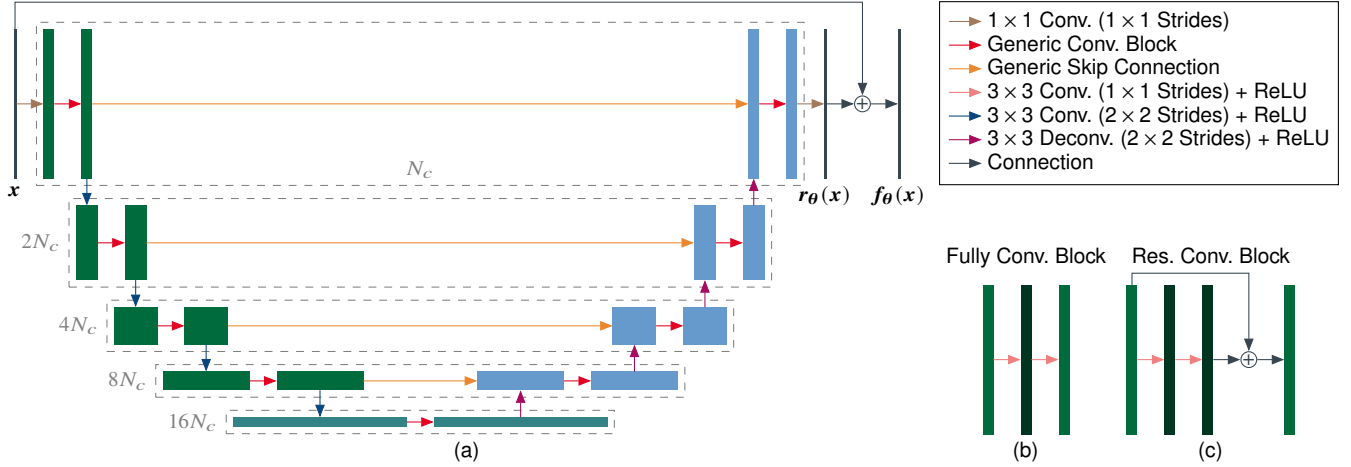 1 × 1 Conv. (1 × 1 Strides)
Generic Conv. Block
Generic Skip Connection
3 × 3 Conv. (1 × 1 Strides) + ReLU
3 × 3 Conv. (2 × 2 Strides) + ReLU
3 × 3 Deconv. (2 × 2 Strides) + ReLU
Connection
N_c
x
r_θ(x)
f_θ(x)
2N_c
4N_c
8N_c
16N_c
(a)
Fully Conv. Block
Res. Conv. Block
(b)
(c)